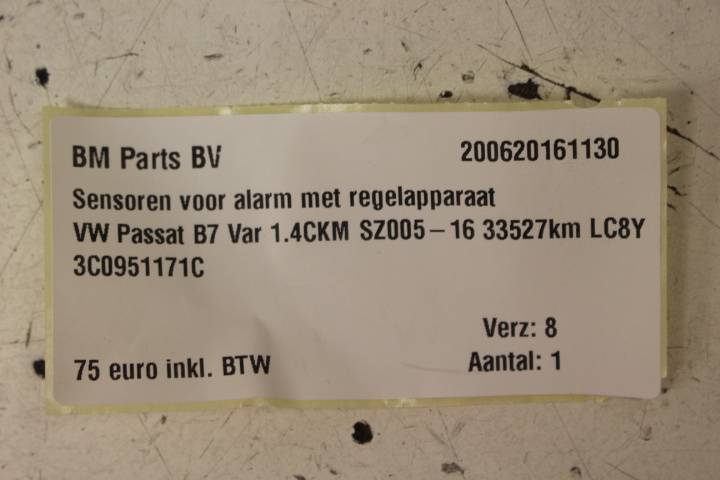 BM Parts BV 200620161130
Sensoren voor alarm met regelapparaat
VW Passat B7 Var 1.4CKM SZ005-16 33527km LC8Y
3C0951171C
Verz: 8
75 euro inkl. BTW Aantal: 1